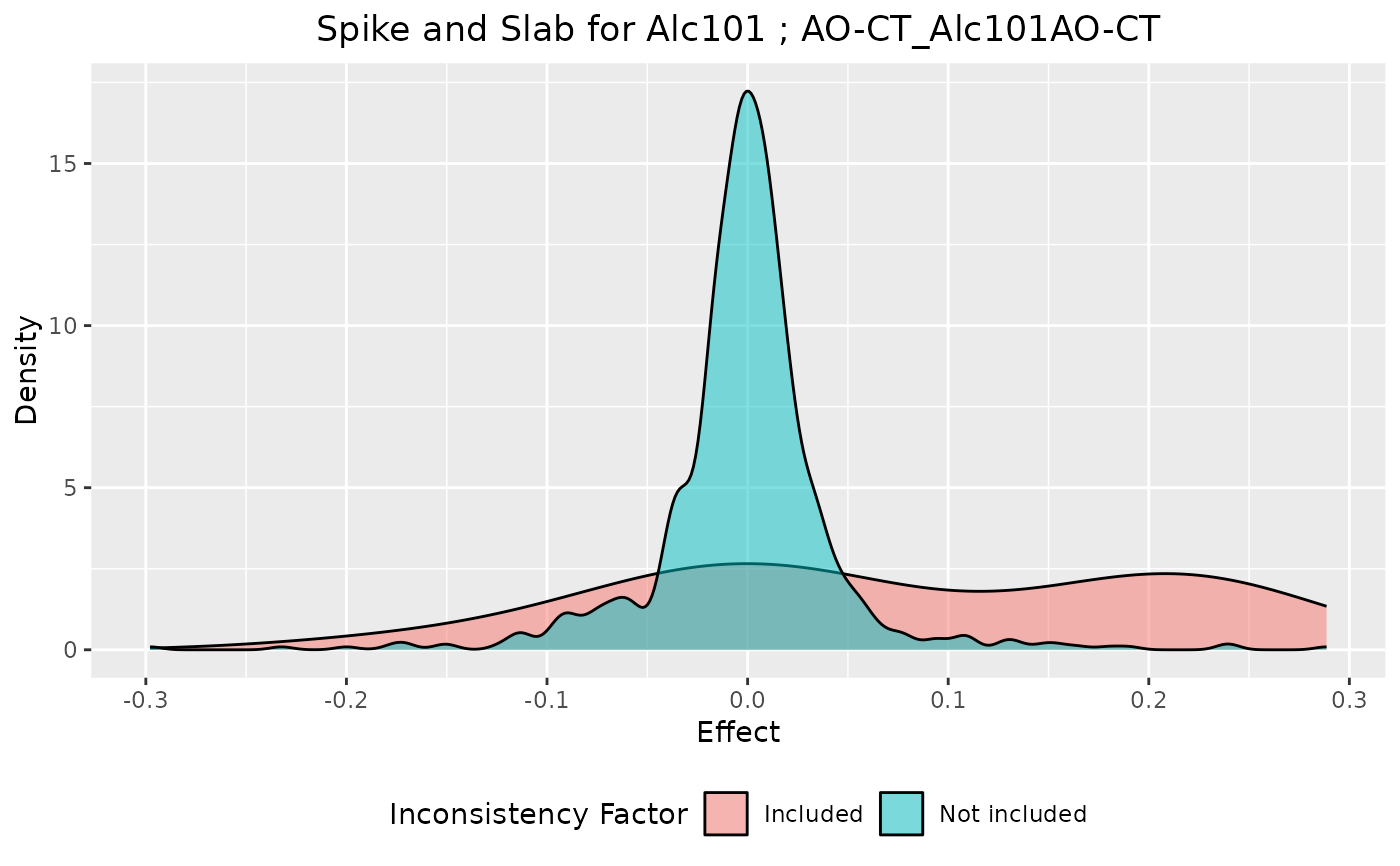 Spike and Slab for Alc101 ; AO-CT_Alc101AO-CT
Density
15
10
5
0
-0.3 -0.2 -0.1 0.0 0.1 0.2 0.3
Effect
Inconsistency Factor Included Not included